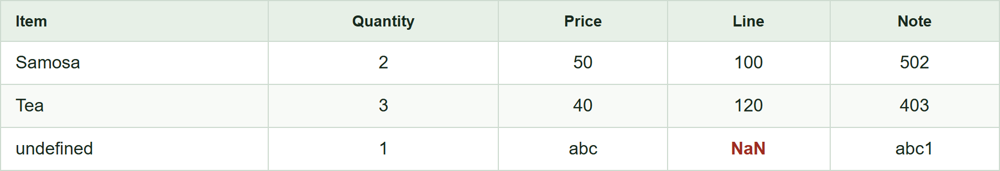 Item Quantity Price Line Note
Samosa 2 50 100 502
Tea 3 40 120 403
undefined 1 abc NaN abc1